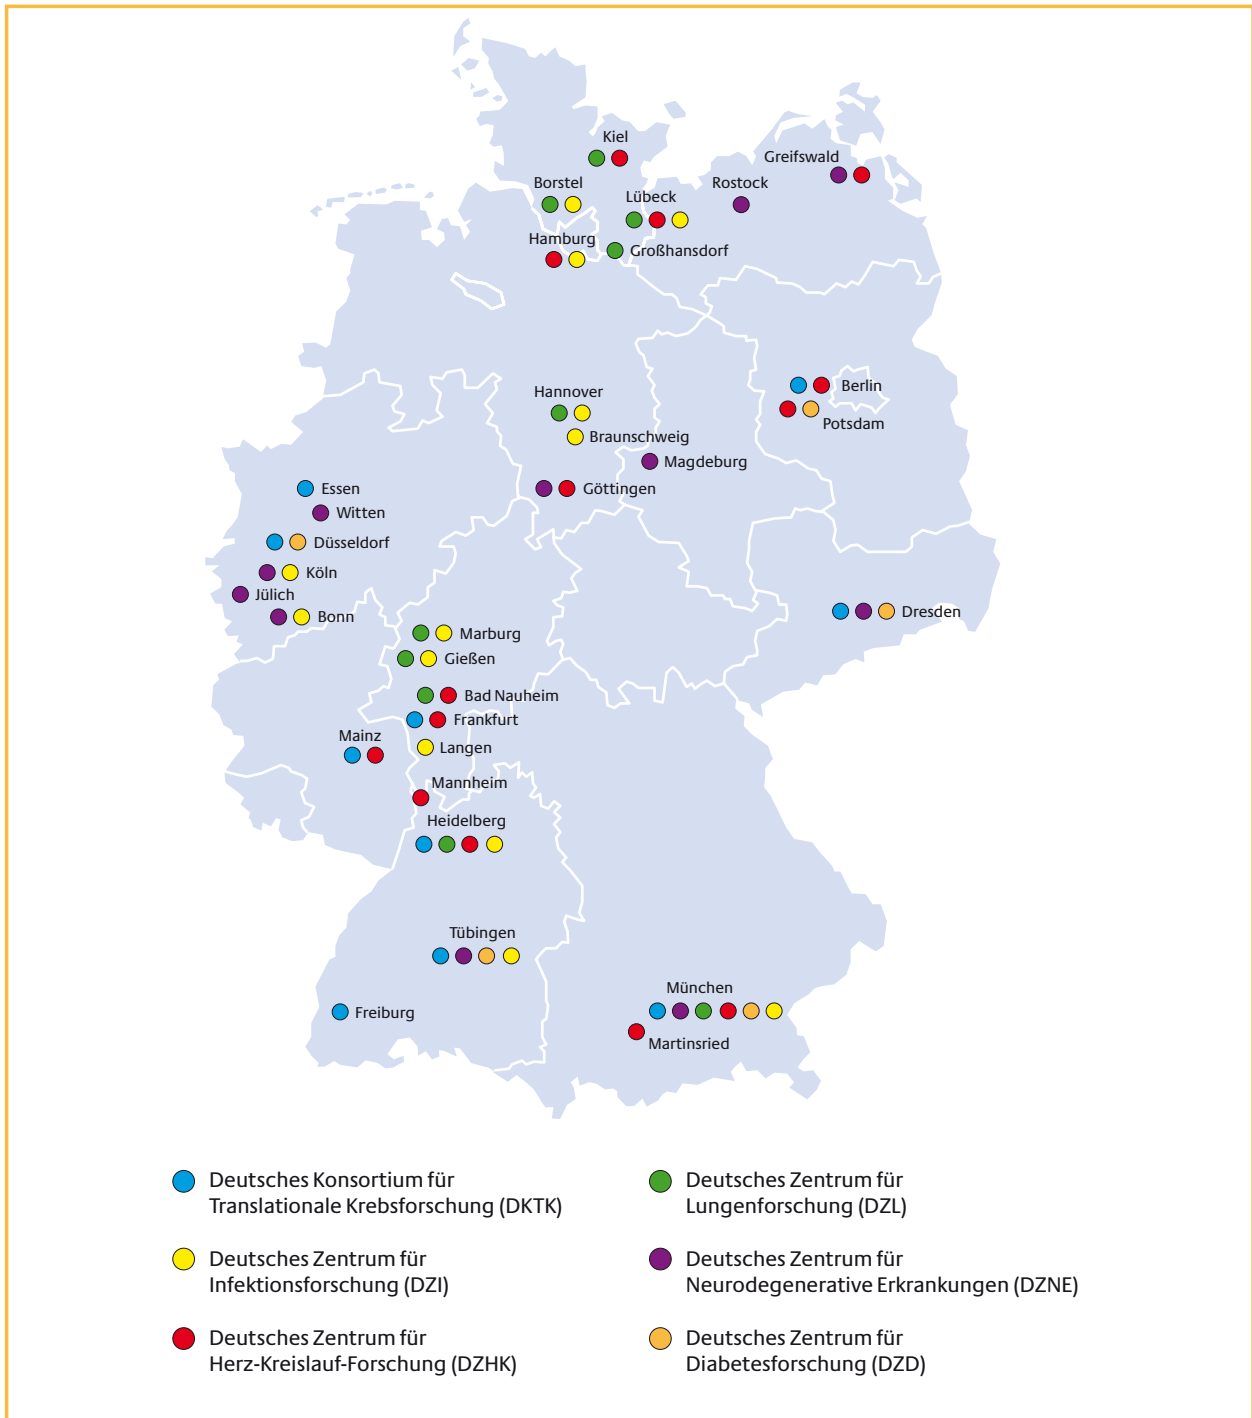 Kiel
Greifswald
Borstel
Rostock
Lübeck
Hamburg
Großhansdorf
Hannover
Berlin
Potsdam
Braunschweig
Magdeburg
Essen
Göttingen
Witten
Düsseldorf
Köln
Jülich
Bonn
Dresden
Marburg
Gießen
Bad Nauheim
Frankfurt
Mainz
Langen
Mannheim
Heidelberg
Tübingen
München
Freiburg
Martinsried
Deutsches Konsortium für
Translationale Krebsforschung (DKTK)
Deutsches Zentrum für
Lungenforschung (DZL)
Deutsches Zentrum für
Infektionsforschung (DZI)
Deutsches Zentrum für
Neurodegenerative Erkrankungen (DZNE)
Deutsches Zentrum für
Herz-Kreislauf-Forschung (DZHK)
Deutsches Zentrum für
Diabetesforschung (DZD)